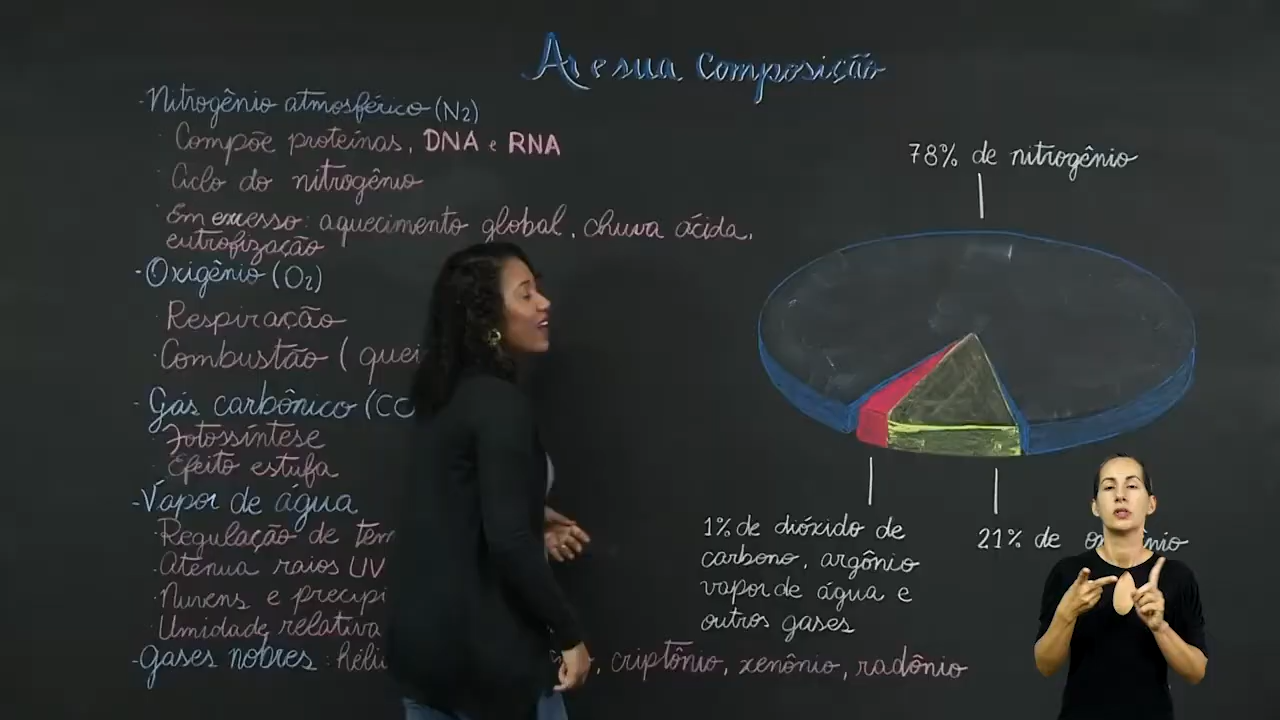 Ar e sua Composição
- Nitrogênio atmosférico (N2)
· Compõe proteínas, DNA e RNA
· Ciclo do nitrogênio
· Em excesso: aquecimento global, chuva ácida,
eutrofização
- Oxigênio (O2)
· Respiração
· Combustão (
- Gás carbônico (
· Fotossíntese
· Efeito estufa
- Vapor de água
· Regulação de
· Atenua raios UV
· Nuvens e
· Umidade relativa
- Gases nobres:
criptônio, xenônio, radônio
78% de nitrogênio
1% de dióxido de
carbono, argônio
vapor de água e
outros gases
21% de